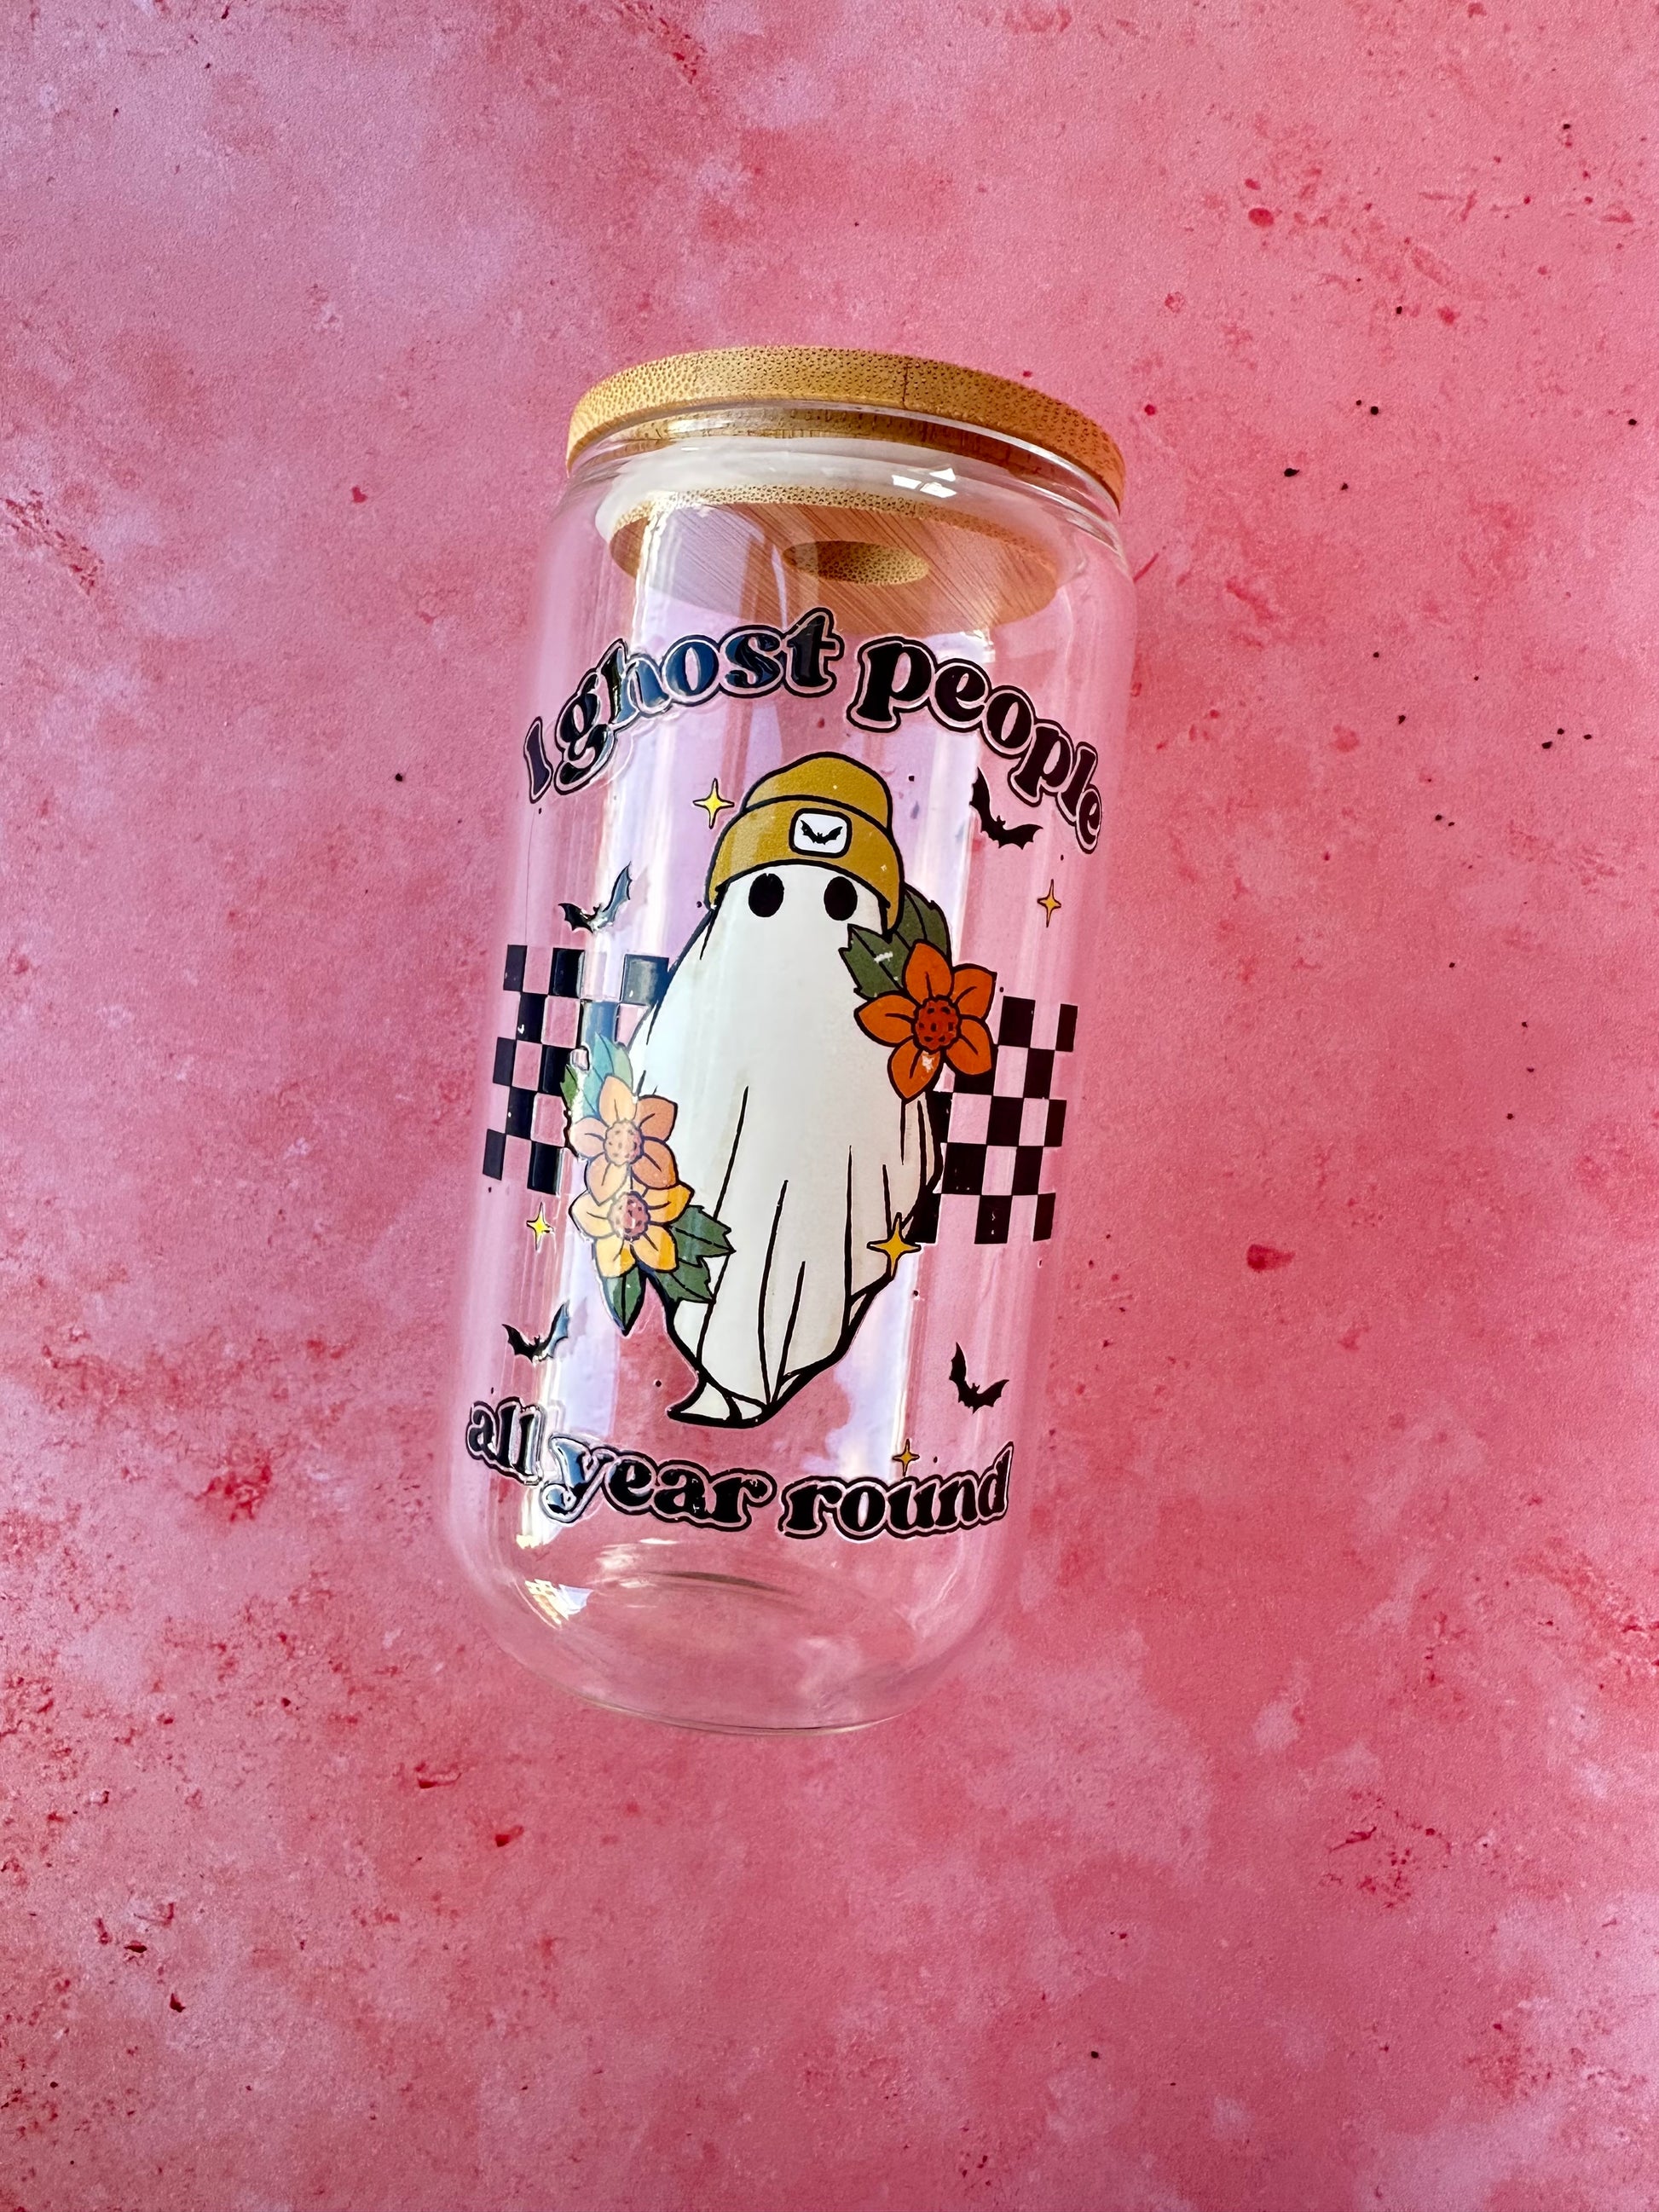 I ghost people
all year round